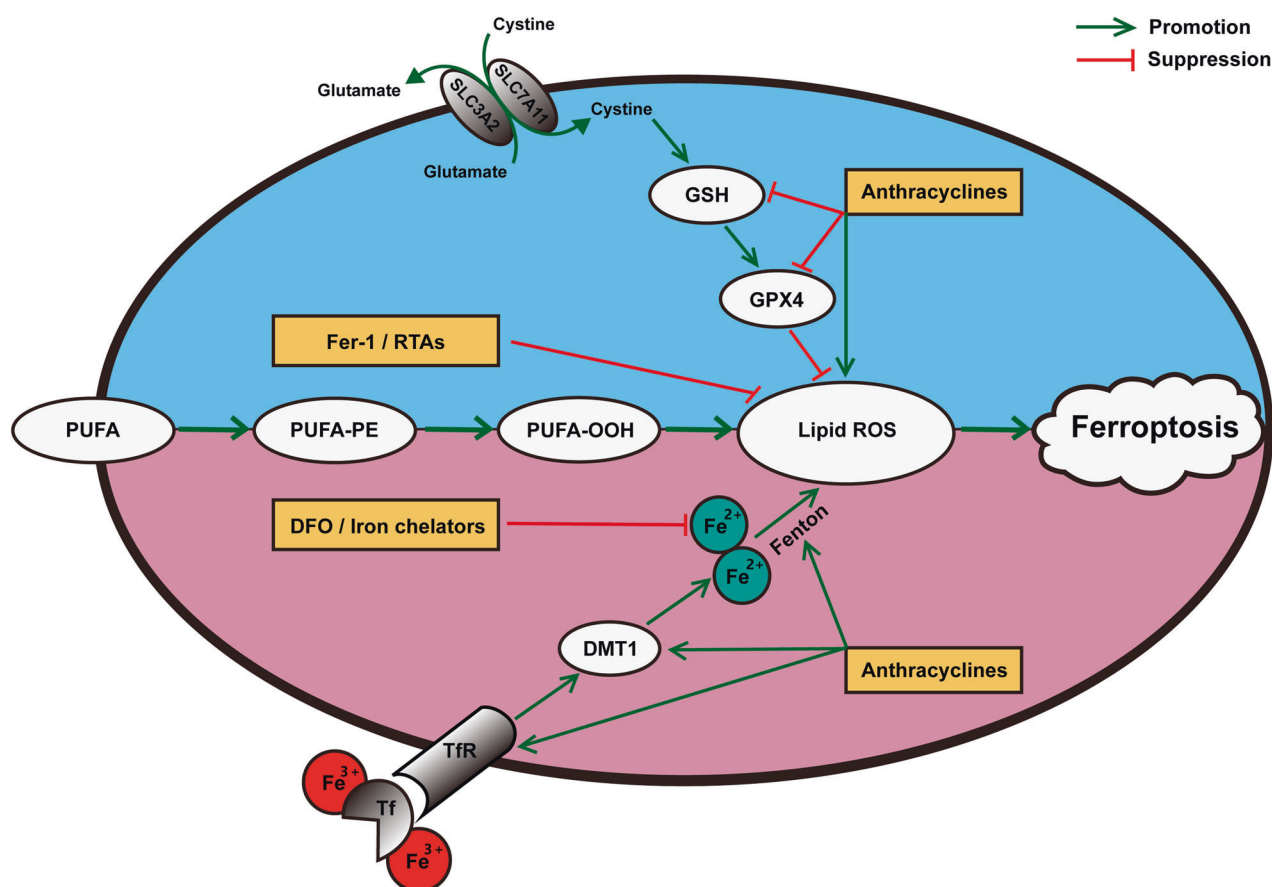 Cystine
Promotion
Suppression
Glutamate
SLC3A2
SLC7A11
Cystine
Glutamate
GSH
Anthracyclines
GPX4
Fer-1 / RTAs
PUFA
PUFA-PE
PUFA-OOH
Lipid ROS
Ferroptosis
DFO / Iron chelators
Fe2+
Fenton
Fe2+
DMT1
Anthracyclines
TfR
Fe3+
Tf
Fe3+